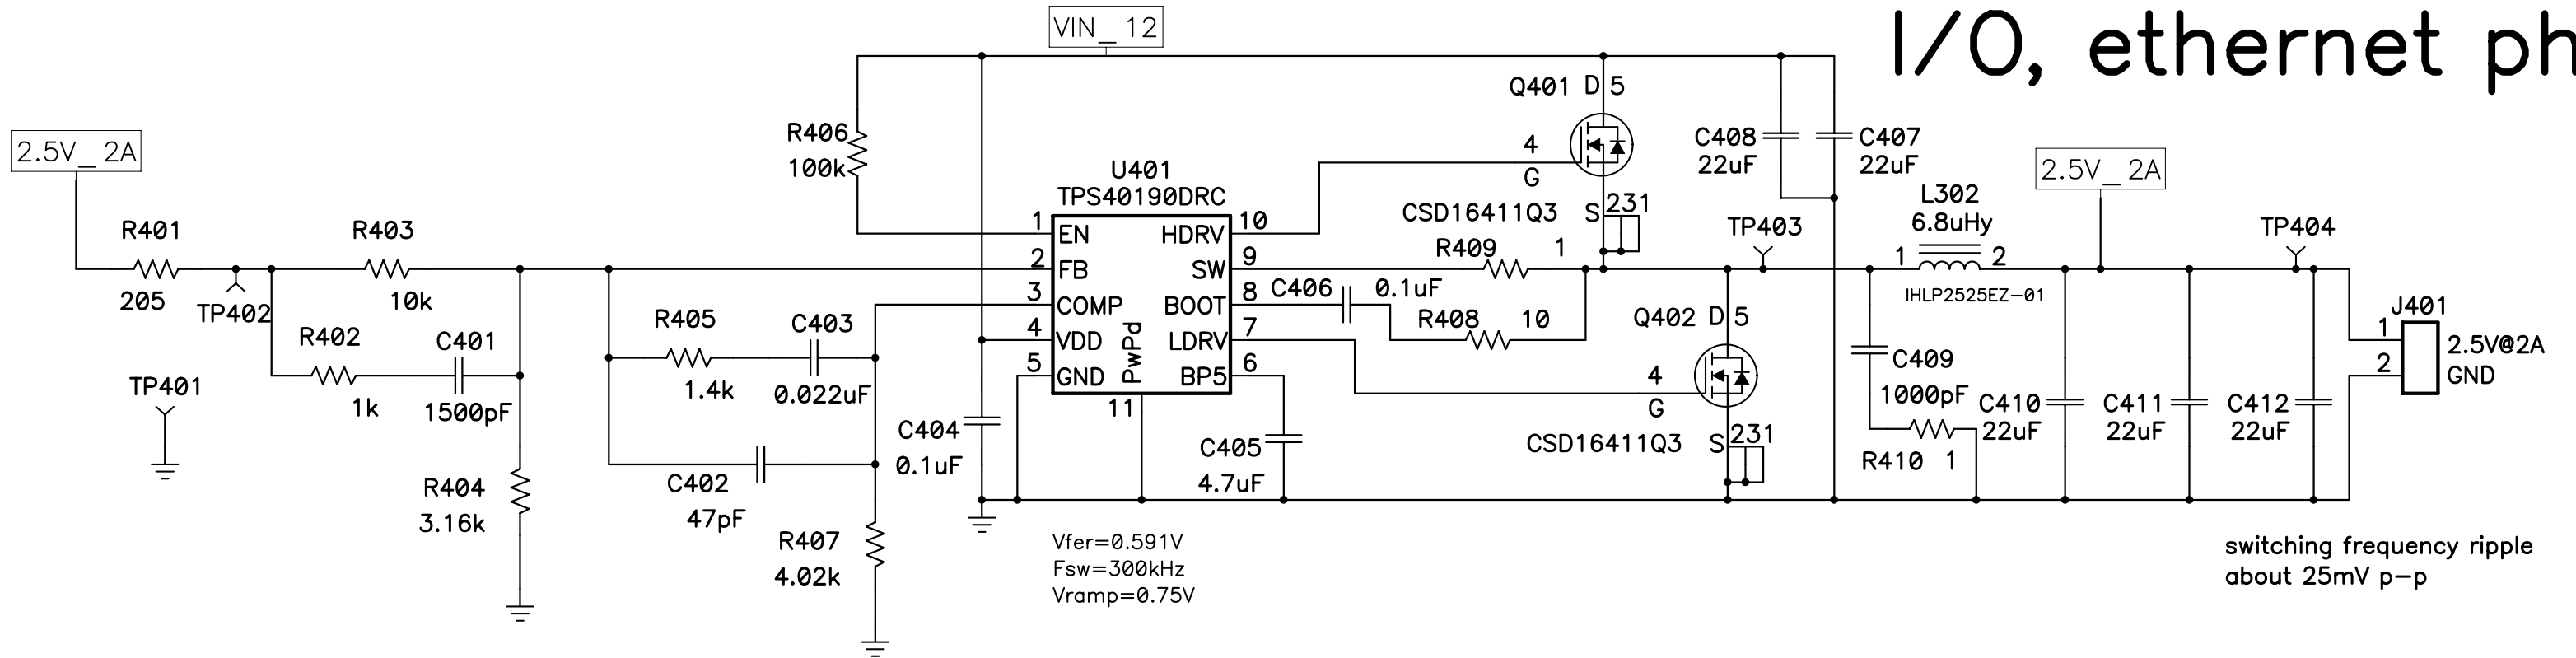 I/O, ethernet ph
VIN_12
2.5V_2A
R401
205
TP402
R403
10k
R402
1k
C401
1500pF
TP401
R404
3.16k
R405
1.4k
C403
0.022uF
C402
47pF
R407
4.02k
R406
100k
C404
0.1uF
U401
TPS40190DRC
1 EN
2 FB
3 COMP
4 VDD
5 GND
PwPd
11
HDRV 10
SW 9
BOOT 8
LDRV 7
BP5 6
C405
4.7uF
Vfer=0.591V
Fsw=300kHz
Vramp=0.75V
C406
0.1uF
R409 1
R408 10
Q401 D 5
4
G
CSD16411Q3 S 231
Q402 D 5
4
G
CSD16411Q3 S 231
C408
22uF
C407
22uF
TP403
L302
6.8uHy
1 2
IHLP2525EZ-01
C409
1000pF
R410 1
2.5V_2A
C410
22uF
C411
22uF
C412
22uF
TP404
J401
1 2.5V@2A
2 GND
switching frequency ripple
about 25mV p-p